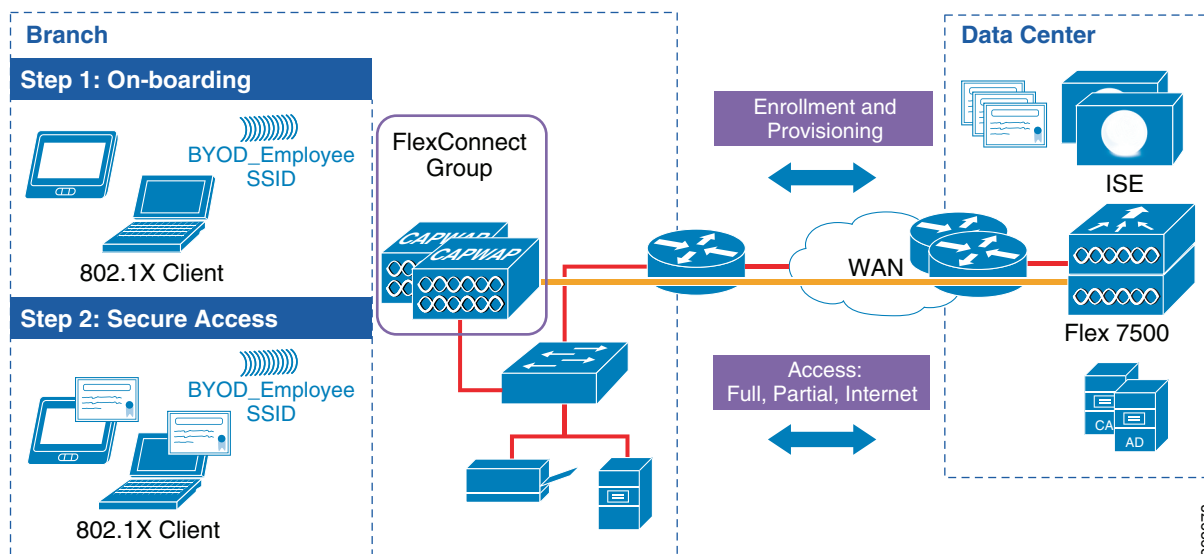 Branch
Step 1: On-boarding
BYOD_Employee
SSID
802.1X Client
Step 2: Secure Access
BYOD_Employee
SSID
802.1X Client
FlexConnect
Group
CAPWAP
CAPWAP
Enrollment and
Provisioning
WAN
Access:
Full, Partial, Internet
Data Center
ISE
Flex 7500
CA
AD